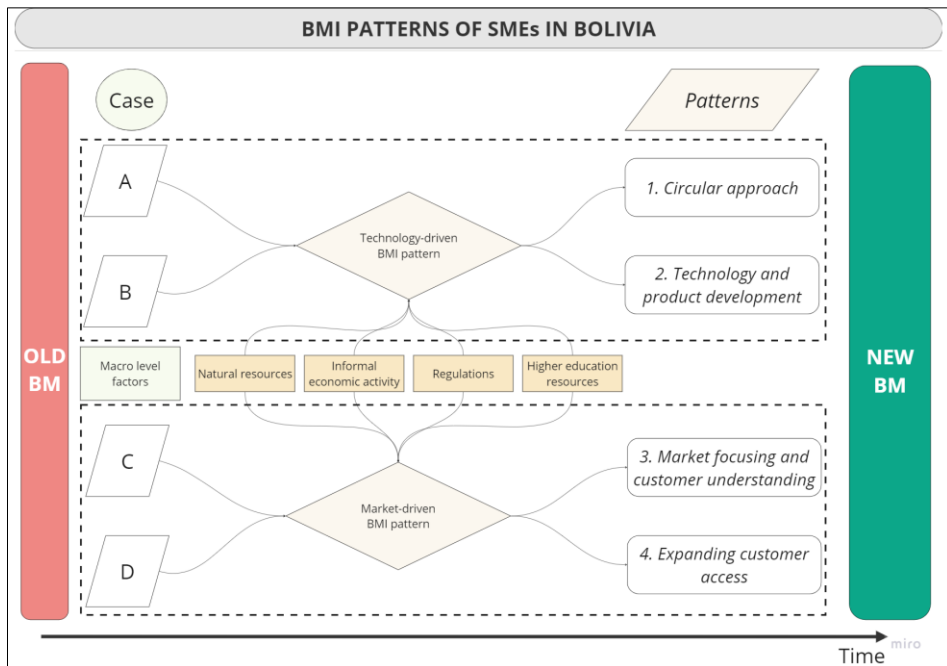 BMI PATTERNS OF SMEs IN BOLIVIA
OLD
BM
Case
Patterns
NEW
BM
A
B
Technology-driven
BMI pattern
1. Circular approach
2. Technology and
product development
Macro level
factors
Natural resources
Informal
economic activity
Regulations
Higher education
resources
C
D
Market-driven
BMI pattern
3. Market focusing and
customer understanding
4. Expanding customer
access
Time
miro